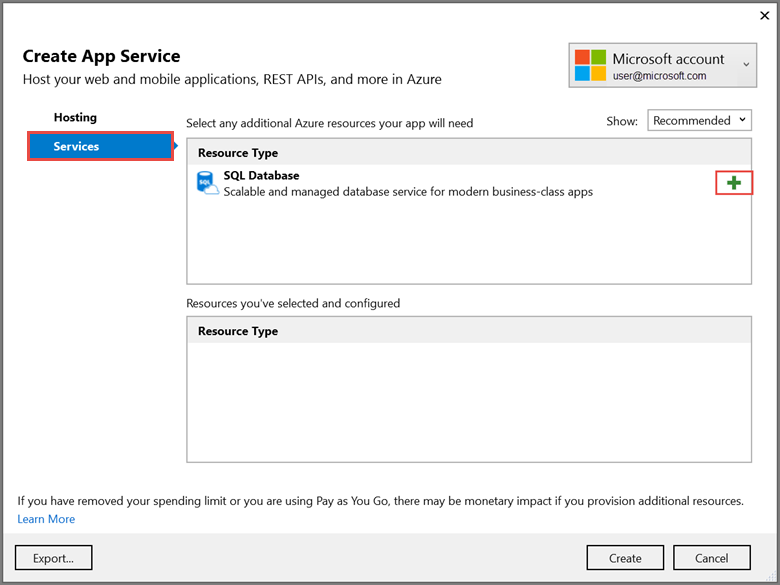 Create App Service
Host your web and mobile applications, REST APIs, and more in Azure
Microsoft account
user@microsoft.com
Hosting
Services
Select any additional Azure resources your app will need
Show: Recommended
Resource Type
SQL
SQL Database
Scalable and managed database service for modern business-class apps
Resources you've selected and configured
Resource Type
If you have removed your spending limit or you are using Pay as You Go, there may be monetary impact if you provision additional resources.
Learn More
Export...
Create
Cancel